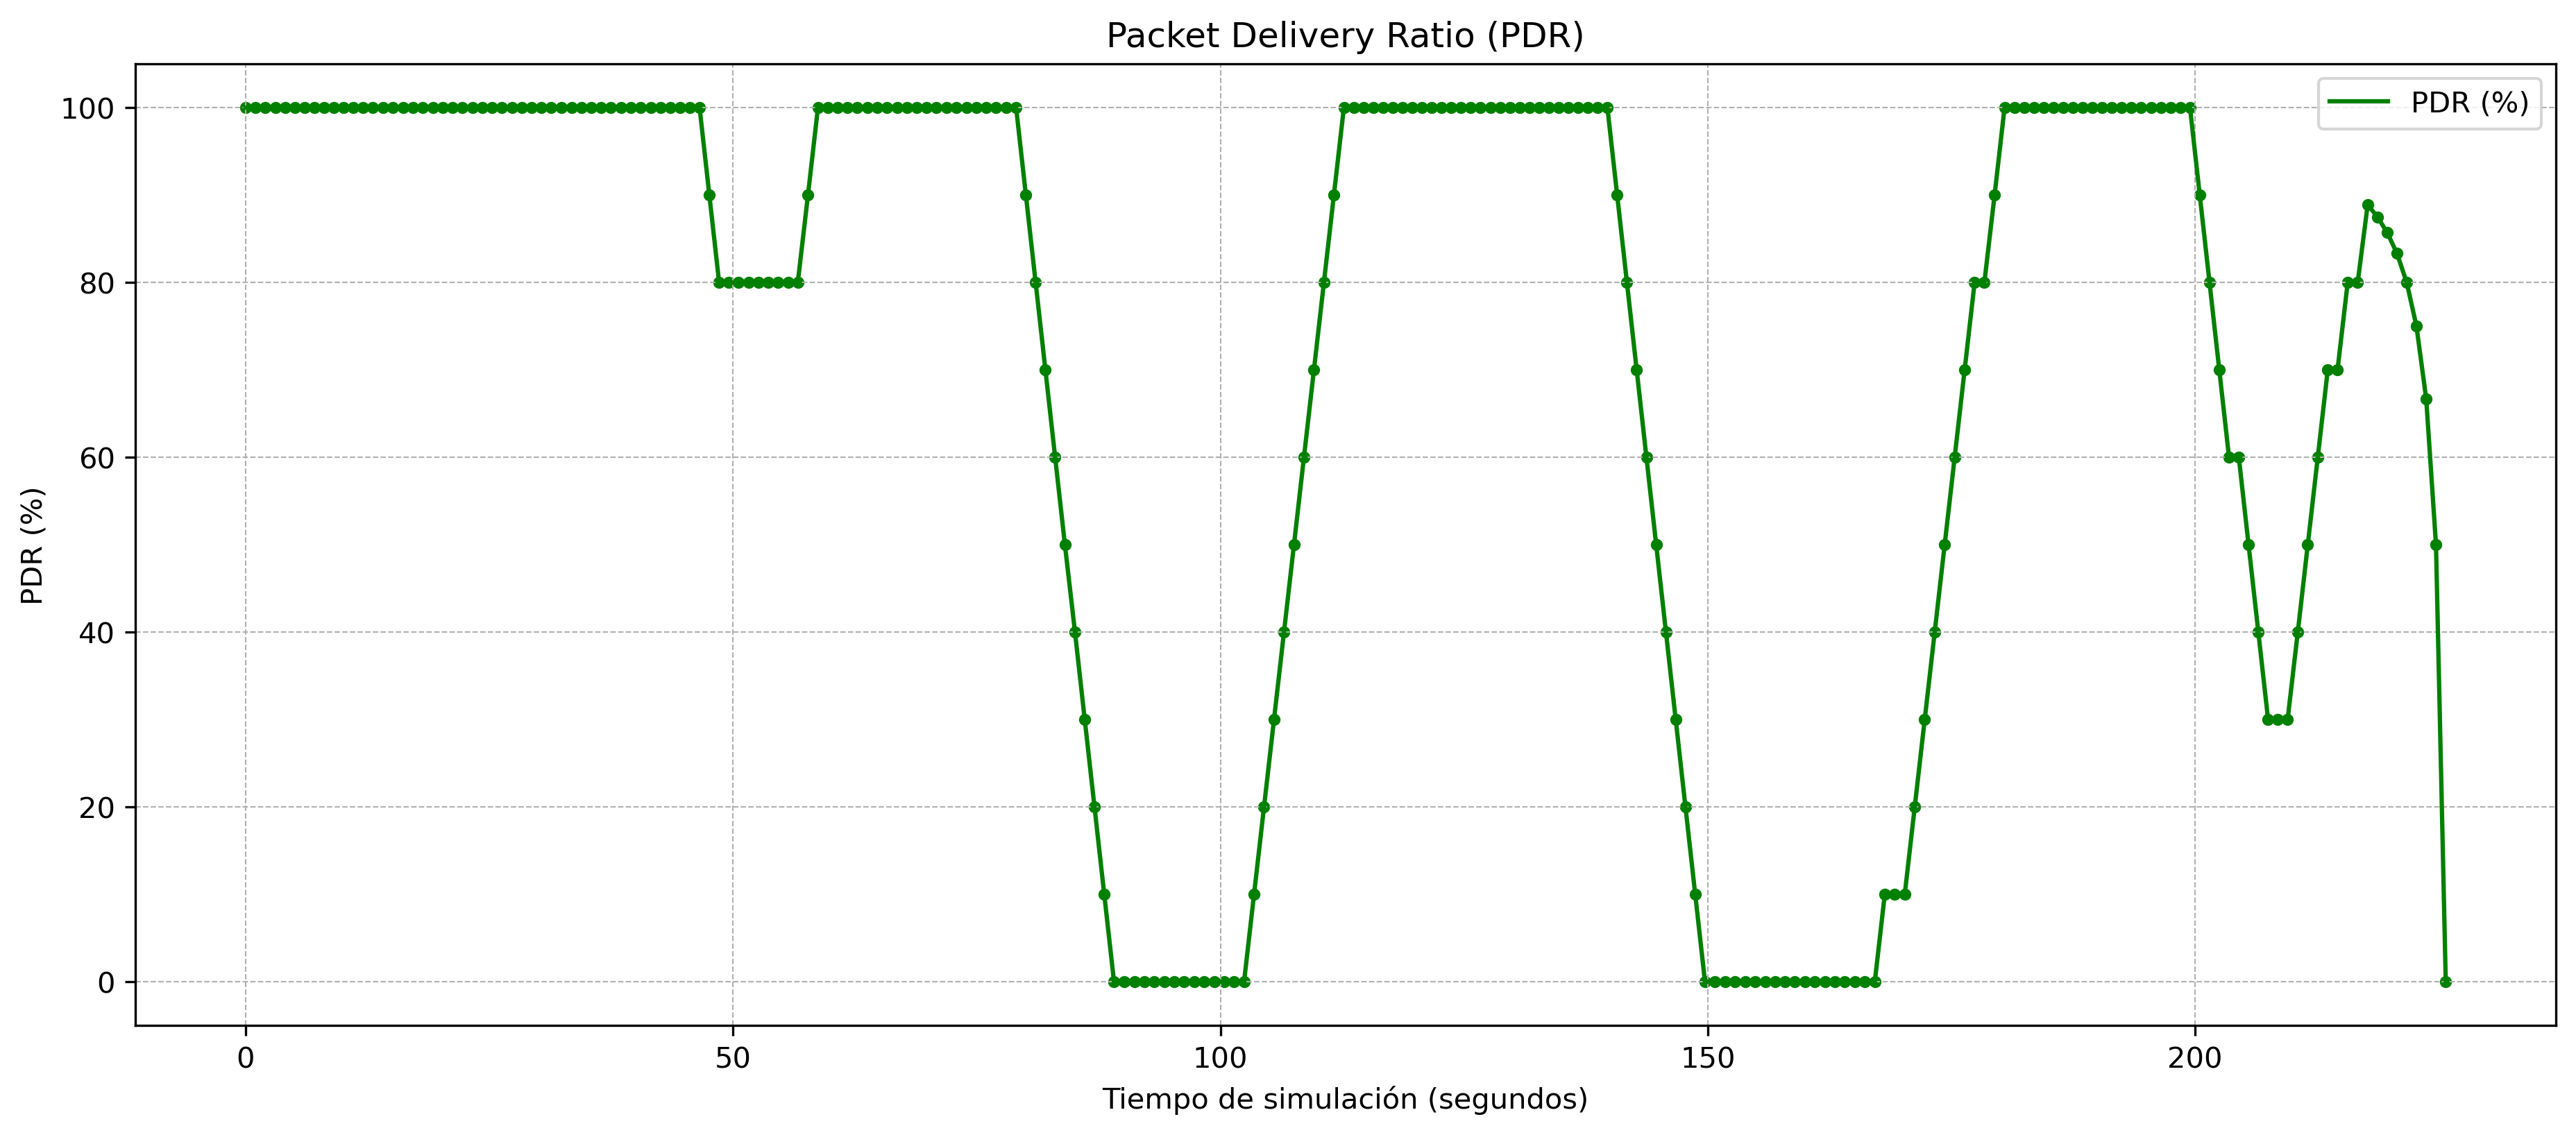 Packet Delivery Ratio (PDR)
PDR (%)
100
80
60
40
20
0
PDR (%)
0 50 100 150 200
Tiempo de simulación (segundos)